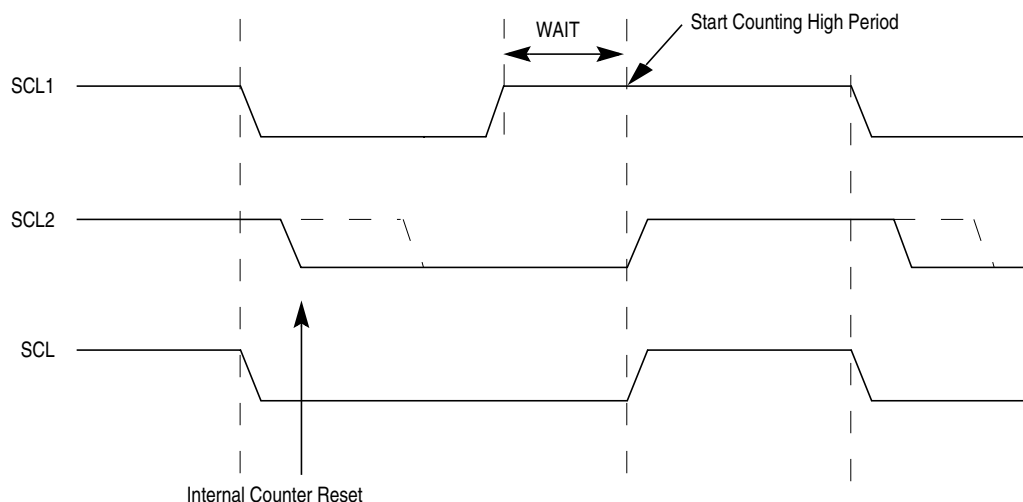 WAIT
Start Counting High Period
SCL1
SCL2
SCL
Internal Counter Reset